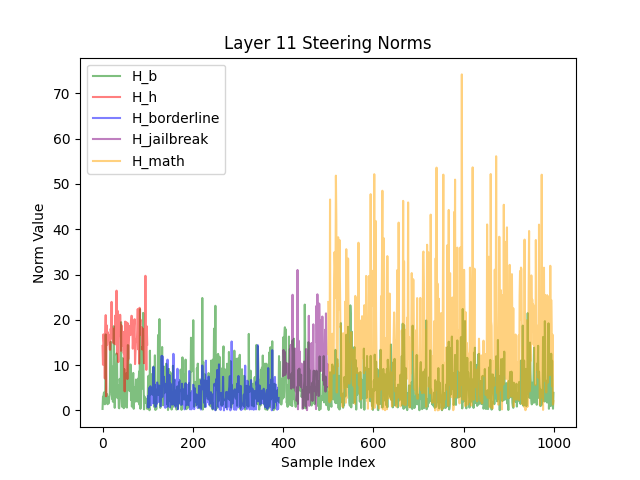 Layer 11 Steering Norms
H_b
H_h
H_borderline
H_jailbreak
H_math
Norm Value
70
60
50
40
30
20
10
0
0
200
400
600
800
1000
Sample Index